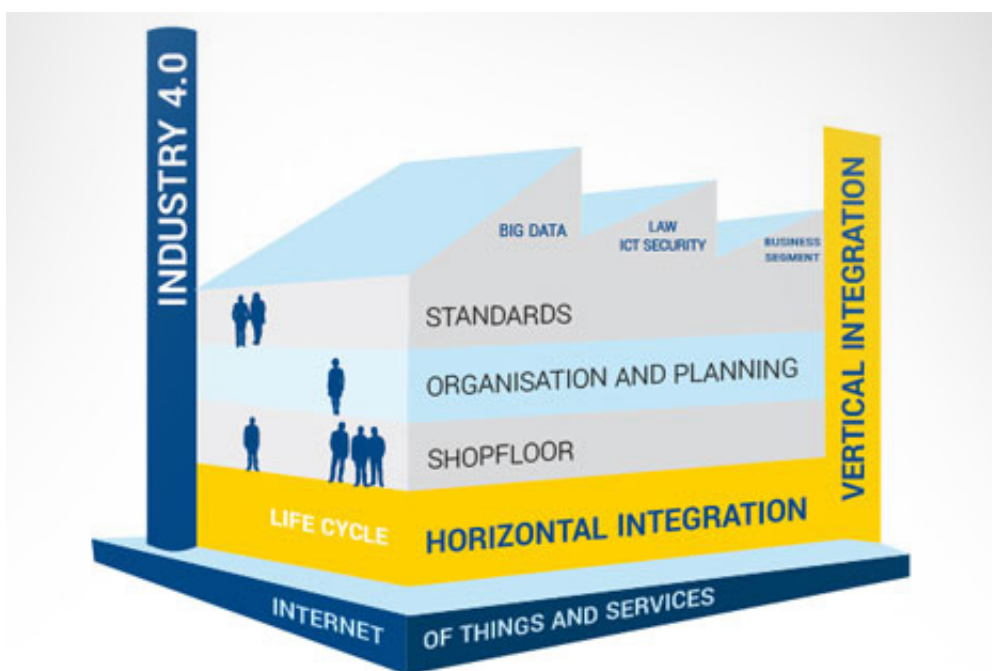 INDUSTRY 4.0
BIG DATA
LAW
ICT SECURITY
BUSINESS
SEGMENT
STANDARDS
ORGANISATION AND PLANNING
SHOPFLOOR
VERTICAL INTEGRATION
LIFE CYCLE
HORIZONTAL INTEGRATION
INTERNET OF THINGS AND SERVICES